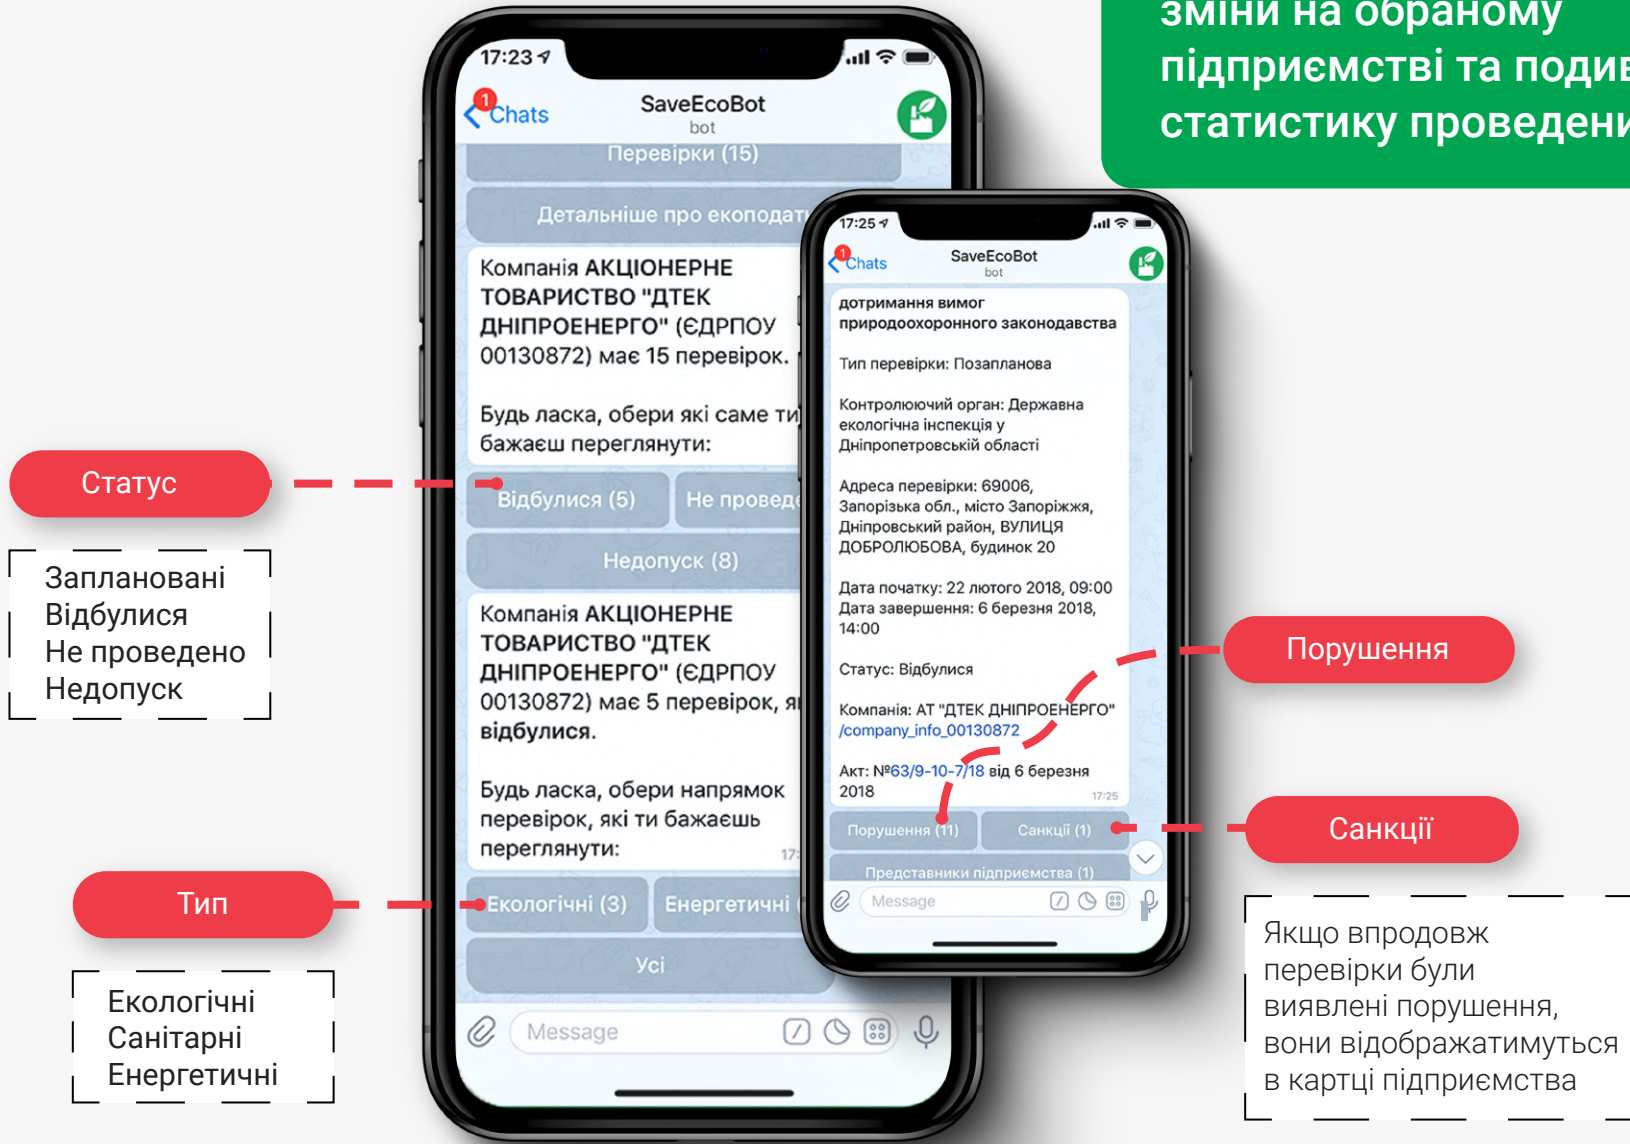 зміни на обраному
підприємстві та
статистику
17:23
1
Chats
SaveEcoBot
bot
Перевірки (15)
Детальніше про
Компанія АКЦІОНЕРНЕ
ТОВАРИСТВО "ДТЕК
ДНІПРОЕНЕРГО" (ЄДРПОУ
00130872) має 15 перевірок.
Будь ласка, обери які саме ти
бажаєш переглянути:
Відбулися (5)
Не
Недопуск (8)
Компанія АКЦІОНЕРНЕ
ТОВАРИСТВО "ДТЕК
ДНІПРОЕНЕРГО" (ЄДРПОУ
00130872) має 5 перевірок,
відбулися.
Будь ласка, обери напрямок
перевірок, які ти бажаєшь
переглянути:
Екологічні (3)
Енергетичні
Усі
Message
17:25
1
Chats
SaveEcoBot
bot
дотримання вимог
природоохоронного законодавства
Тип перевірки: Позапланова
Контролюючий орган: Державна
екологічна інспекція у
Дніпропетровській області
Адреса перевірки: 69006,
Запорізька обл., місто Запоріжжя,
Дніпровський район, ВУЛИЦЯ
ДОБРОЛЮБОВА, будинок 20
Дата початку: 22 лютого 2018, 09:00
Дата завершення: 6 березня 2018,
14:00
Статус: Відбулися
Компанія: АТ "ДТЕК ДНІПРОЕНЕРГО"
/company_info_00130872
Акт: №63/9-10-7/18 від 6 березня
2018
17:25
Порушення (11)
Санкції (1)
Представники підприємства (1)
Message
Статус
Заплановані
Відбулися
Не проведено
Недопуск
Тип
Екологічні
Санітарні
Енергетичні
Порушення
Санкції
Якщо впродовж
перевірки були
виявлені порушення,
вони відображатимуться
в картці підприємства